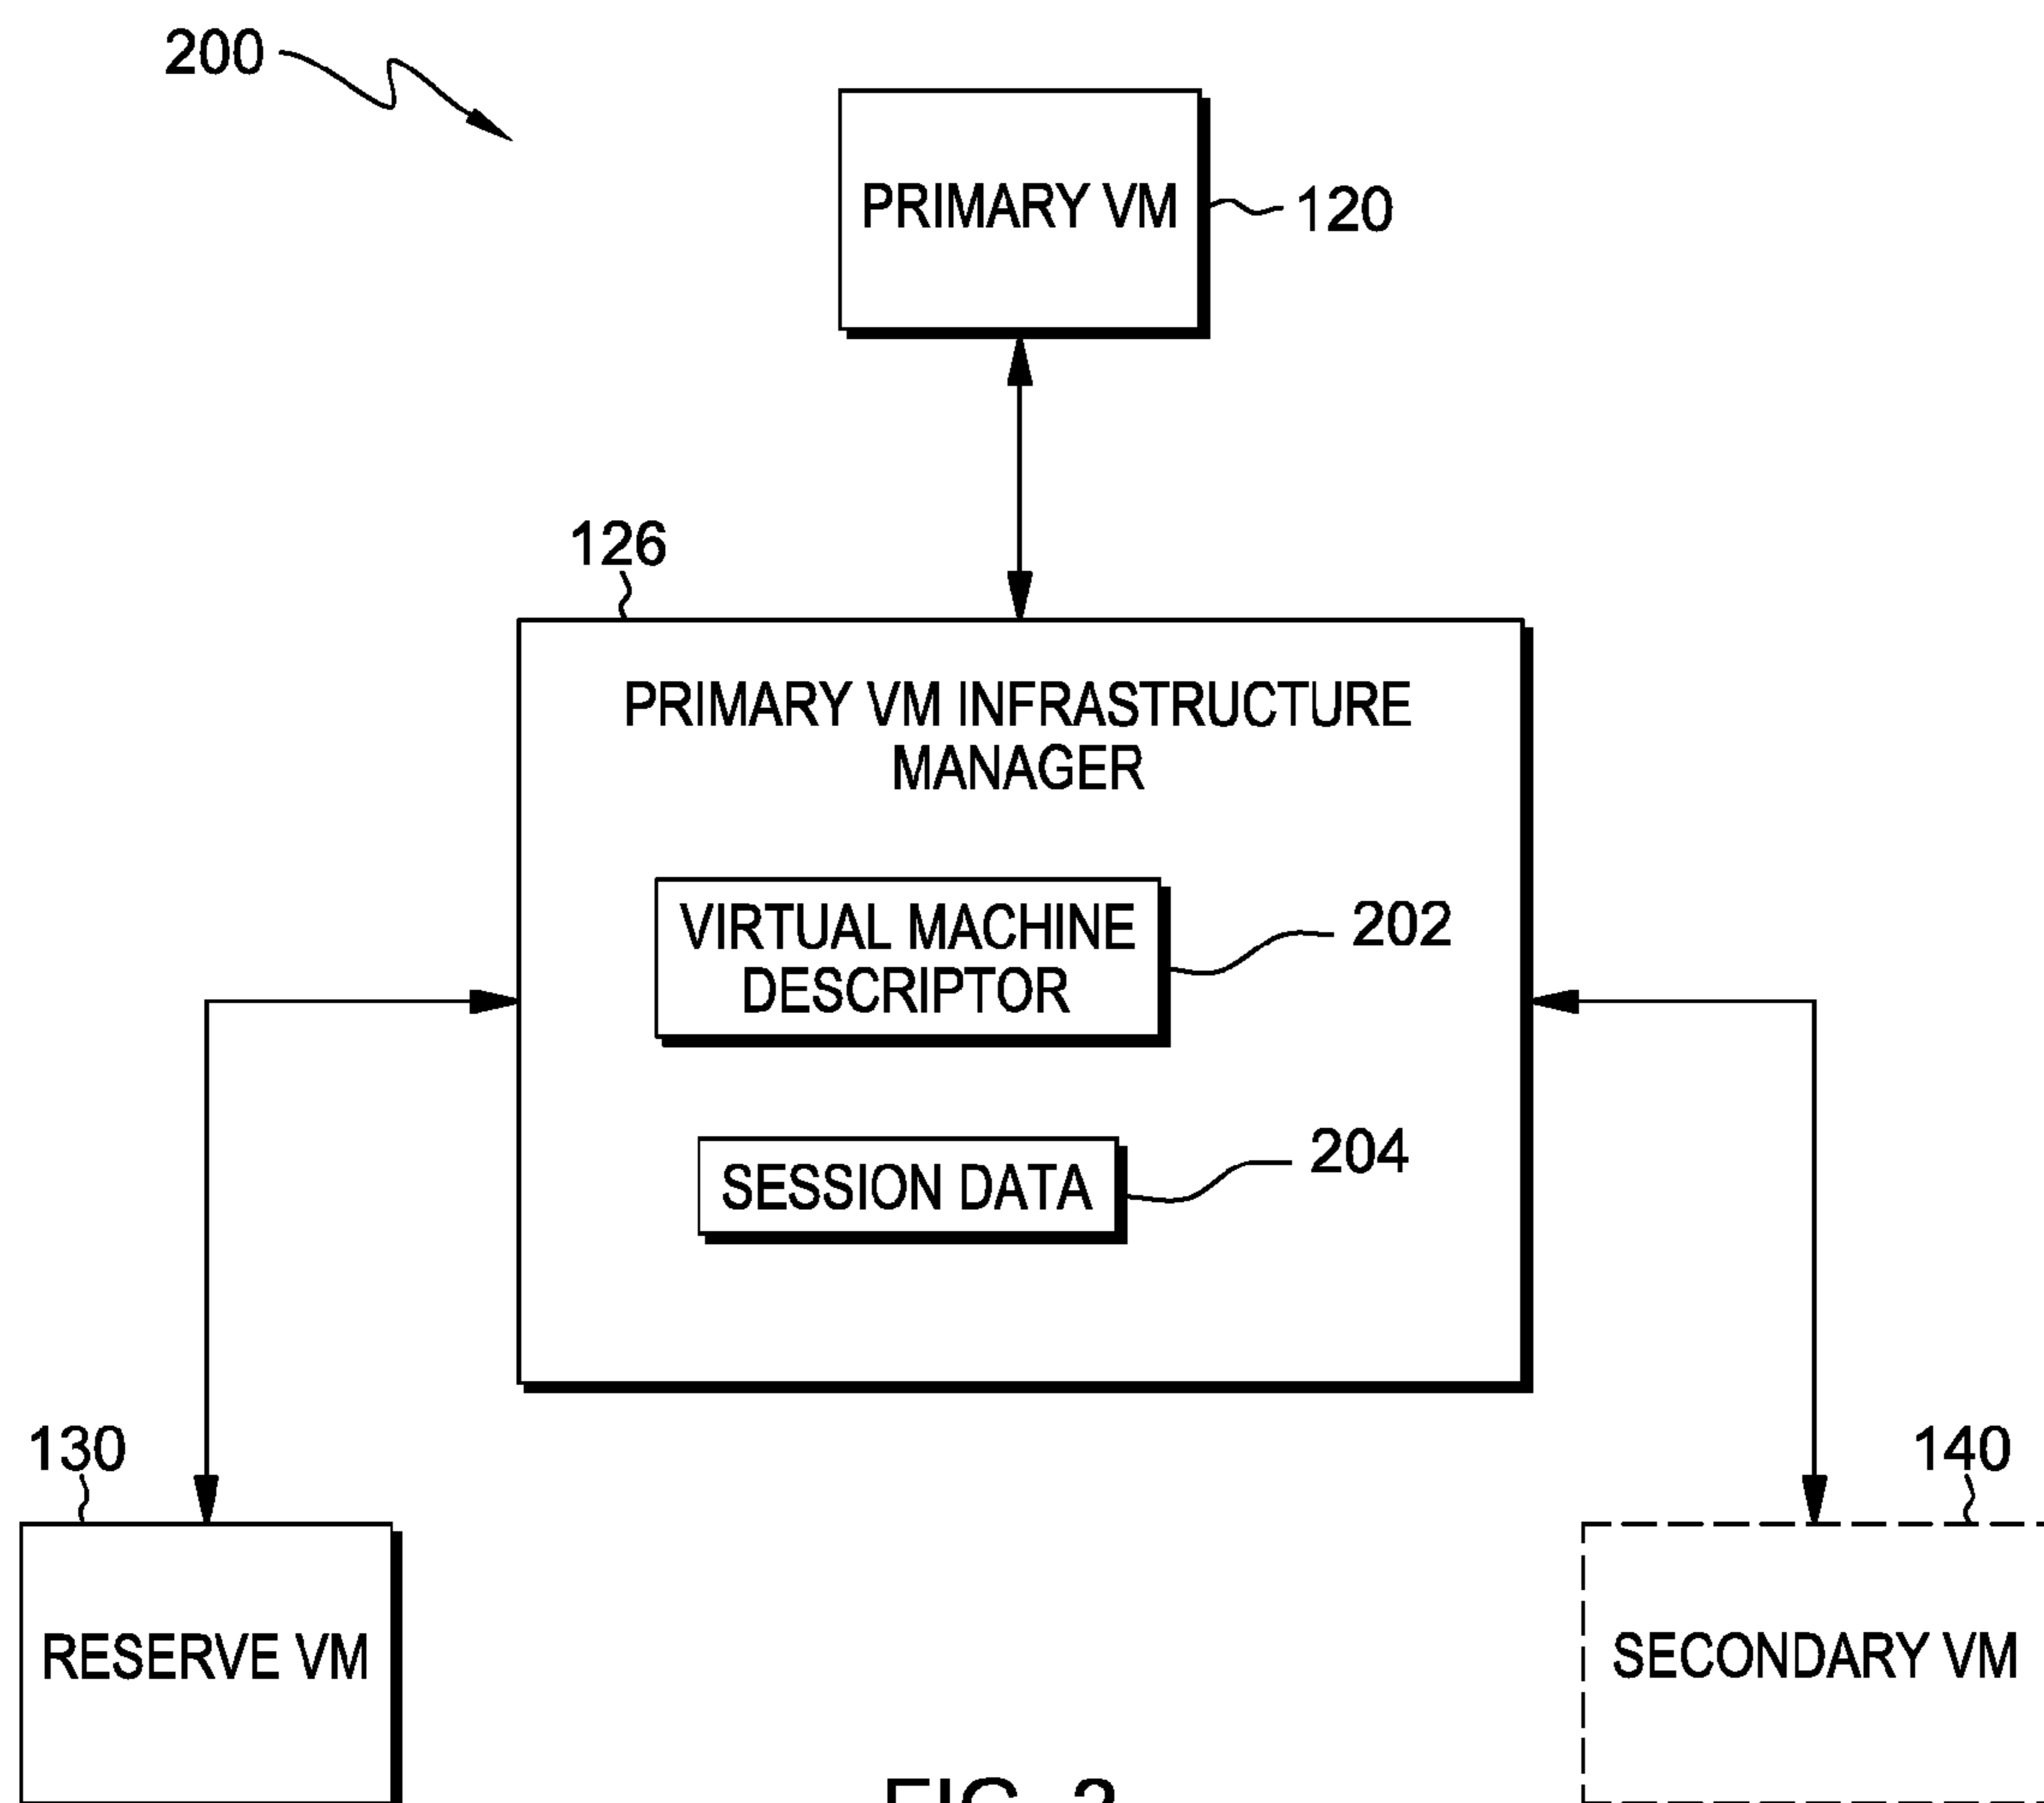 200
PRIMARY VM
120
126
PRIMARY VM INFRASTRUCTURE
MANAGER
VIRTUAL MACHINE
DESCRIPTOR
202
SESSION DATA
204
130
140
RESERVE VM
SECONDARY VM